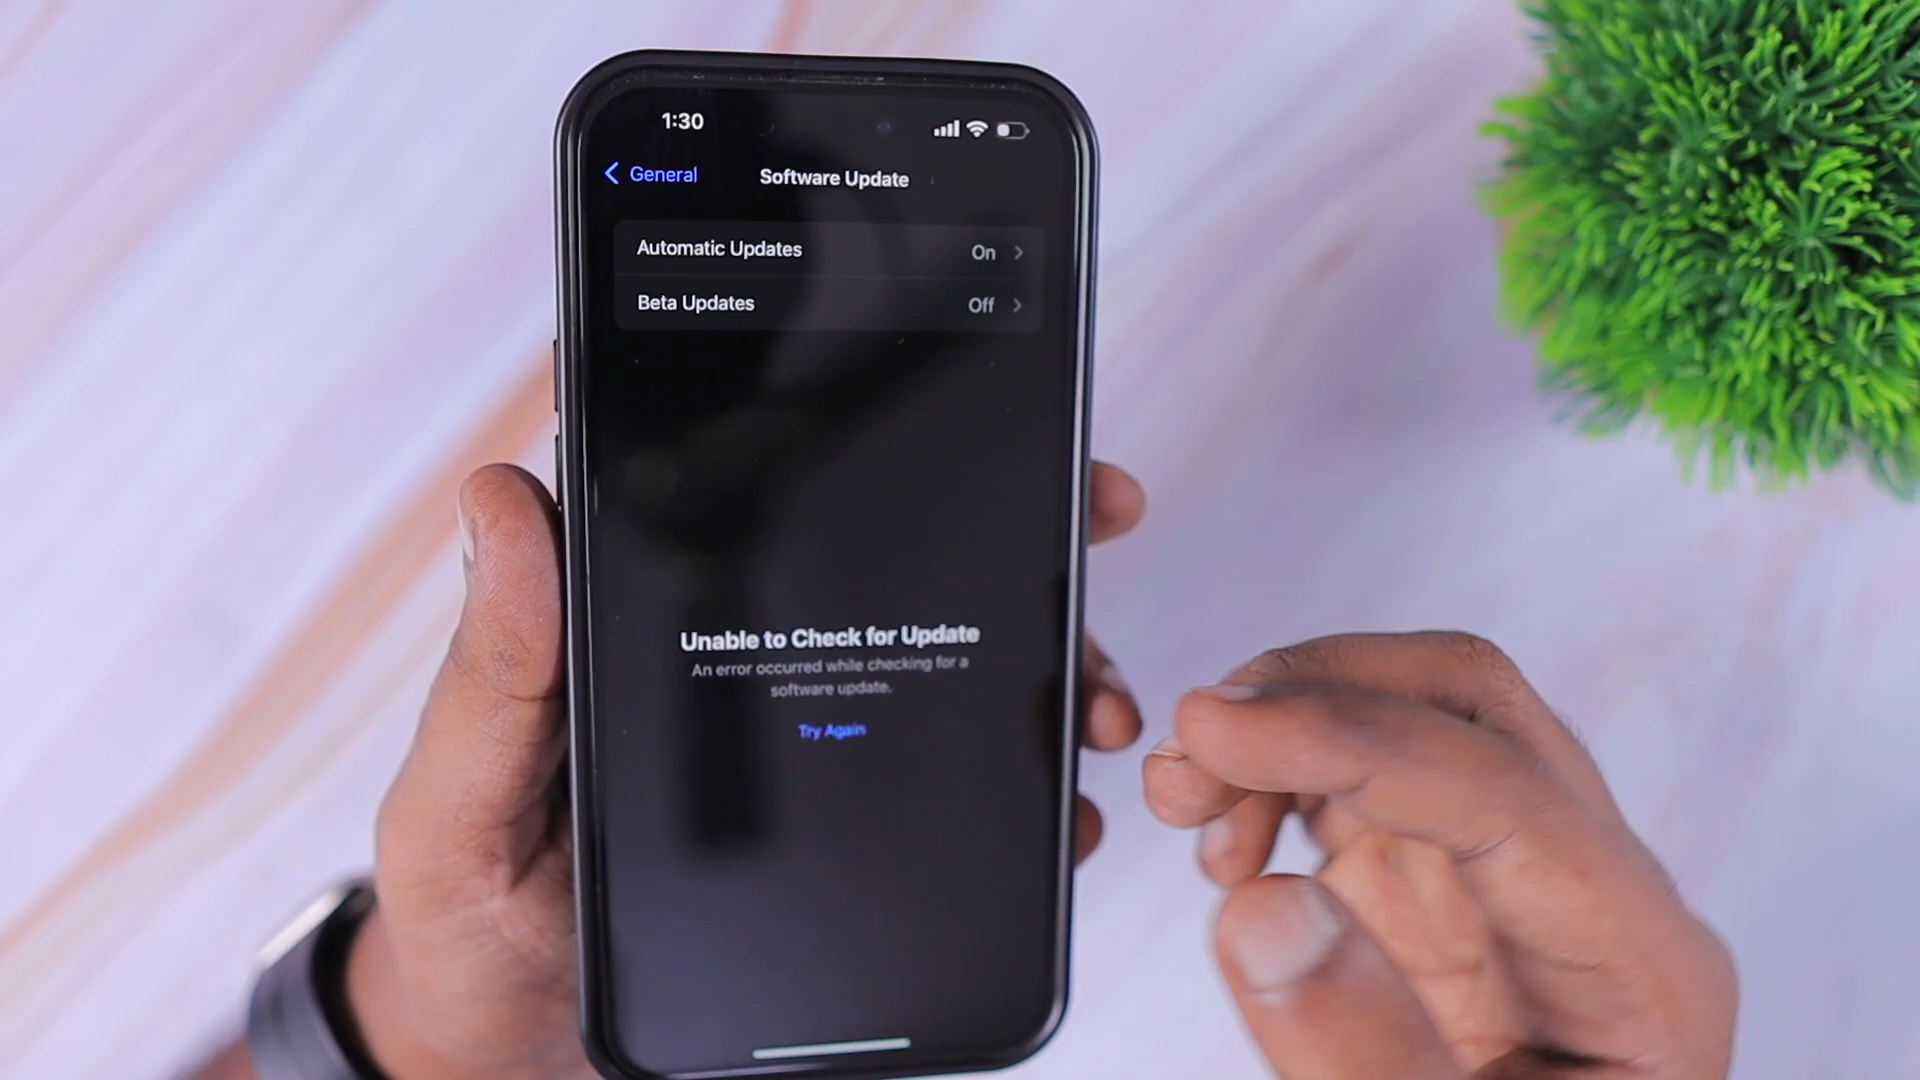 1:30
General
Software Update
Automatic Updates On
Beta Updates Off
Unable to Check for Update
An error occurred while checking for a
software update.
Try Again